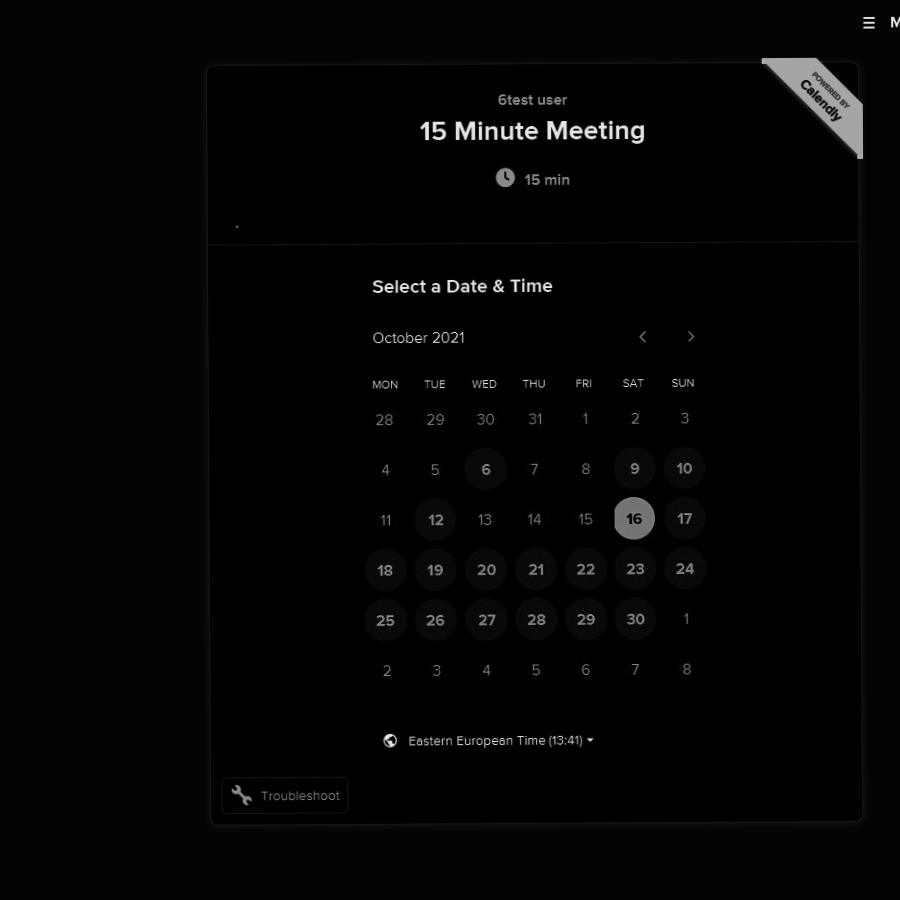 M
POWERED BY
Calendly
6test user
15 Minute Meeting
15 min
Select a Date & Time
October 2021
MON TUE WED THU FRI SAT SUN
28 29 30 31 1 2 3
4 5 6 7 8 9 10
11 12 13 14 15 16 17
18 19 20 21 22 23 24
25 26 27 28 29 30 1
2 3 4 5 6 7 8
Eastern European Time (13:41)
Troubleshoot